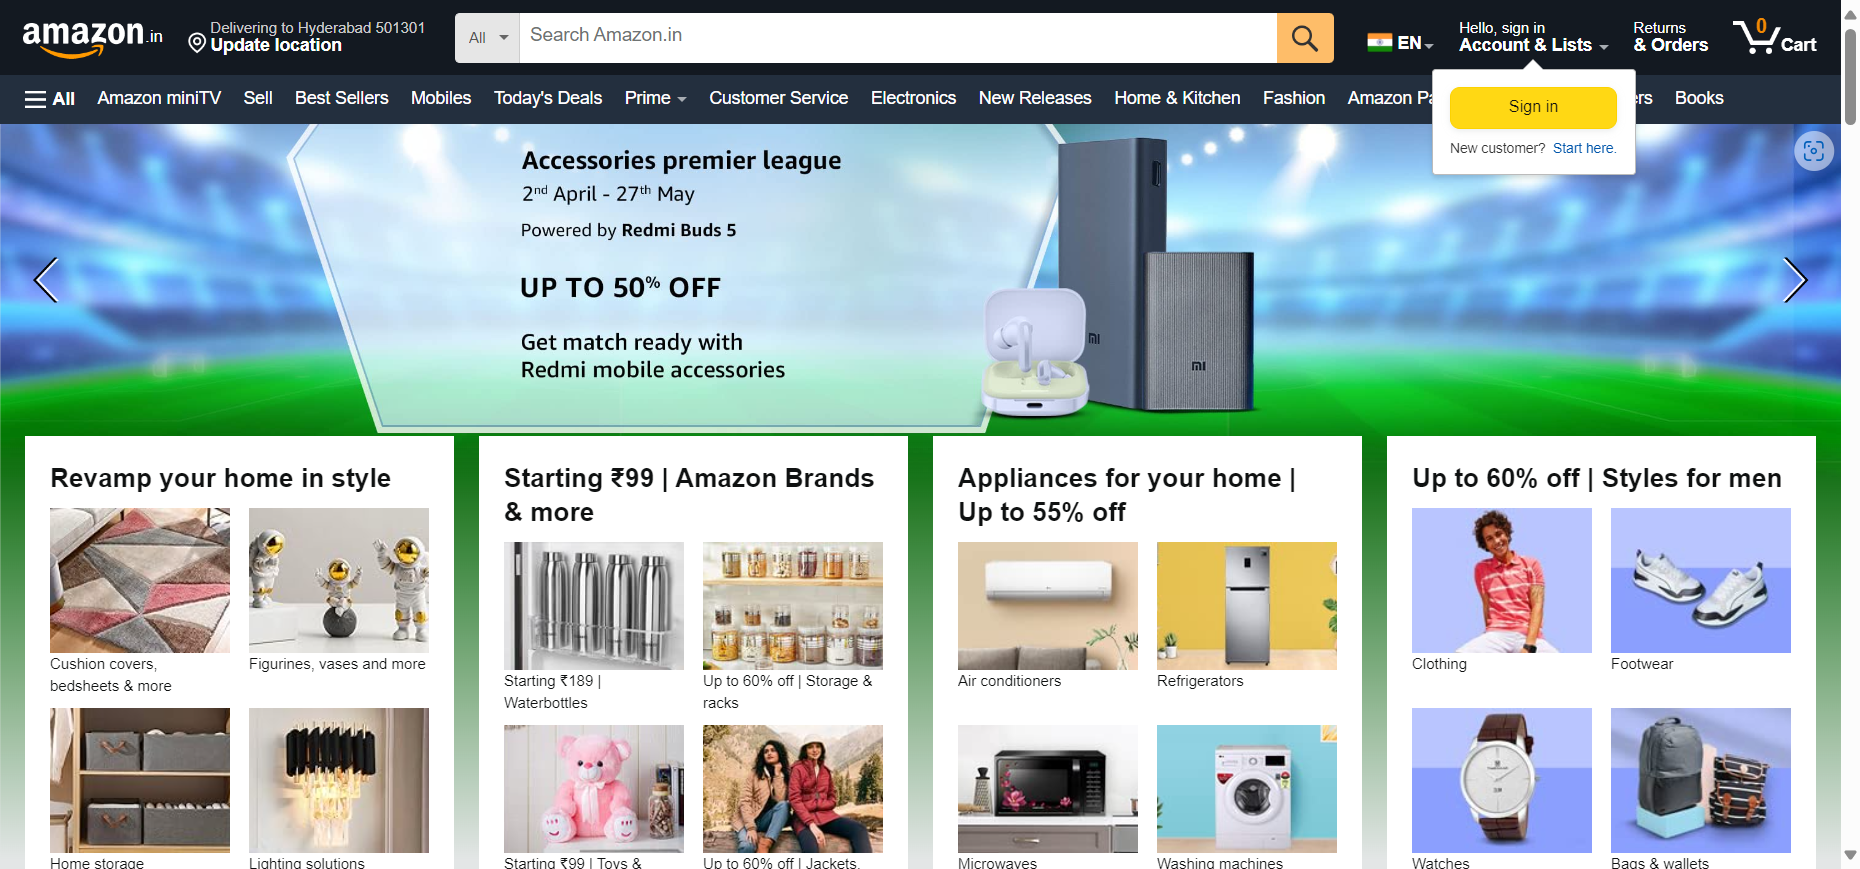 amazon.in
Delivering to Hyderabad 501301
Update location
All
Search Amazon.in
EN
Hello, sign in
Account & Lists
Returns
& Orders
0
Cart
All
Amazon miniTV
Sell
Best Sellers
Mobiles
Today's Deals
Prime
Customer Service
Electronics
New Releases
Home & Kitchen
Fashion
Amazon Pa
ers
Books
Sign in
New customer? Start here.
Accessories premier league
2nd April - 27th May
Powered by Redmi Buds 5
UP TO 50% OFF
Get match ready with
Redmi mobile accessories
mi
mi
Revamp your home in style
Cushion covers,
bedsheets & more
Figurines, vases and more
Home storage
Lighting solutions
Starting ₹99 | Amazon Brands
& more
Starting ₹189 |
Waterbottles
Up to 60% off | Storage &
racks
Starting ₹99 | Toys &
Up to 60% off | Jackets,
Appliances for your home |
Up to 55% off
Air conditioners
Refrigerators
Microwaves
Washing machines
Up to 60% off | Styles for men
Clothing
Footwear
Watches
Bags & wallets